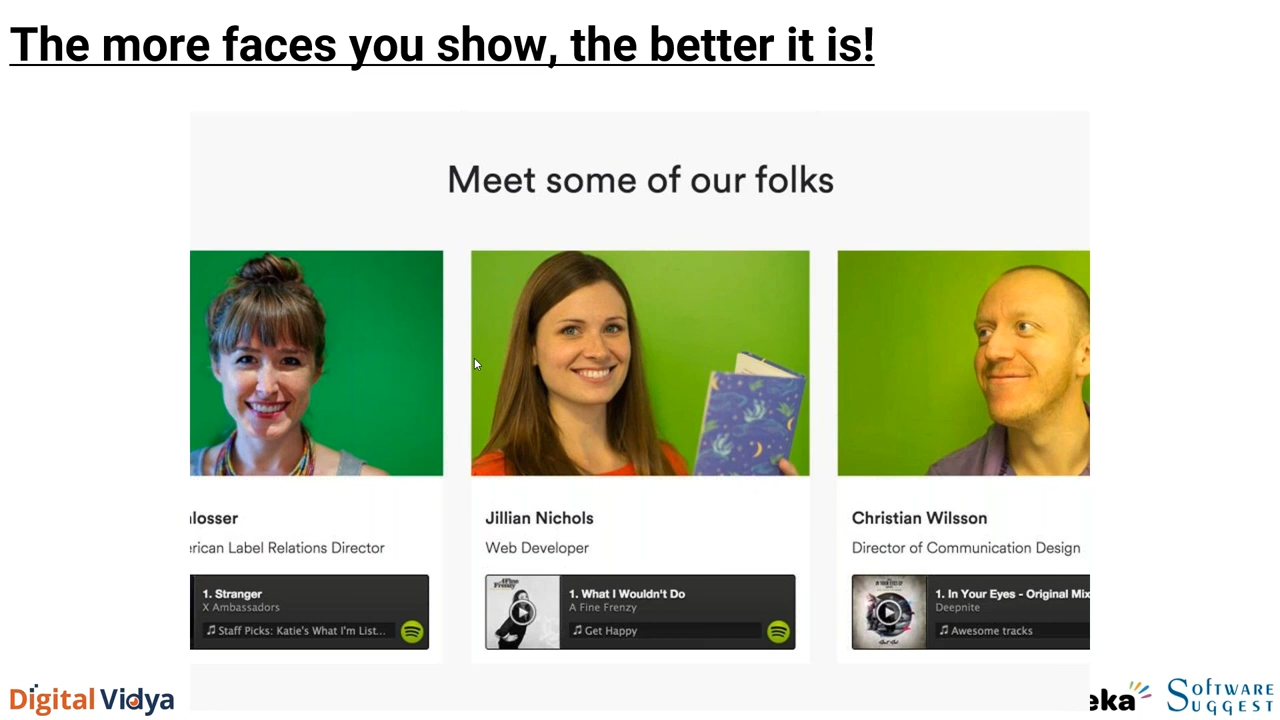 The more faces you show, the better it is!
Meet some of our folks
losser
Jillian Nichols
Christian Wilsson
rican Label Relations Director
Web Developer
Director of Communication Design
1. Stranger
X Ambassadors
Staff Picks: Katie's What I'm List...
A Fine Frenzy
1. What I Wouldn't Do
A Fine Frenzy
Get Happy
1. In Your Eyes - Original Mix
Deepnite
Awesome tracks
Digital Vidya
eka
SOFTWARE
SUGGEST